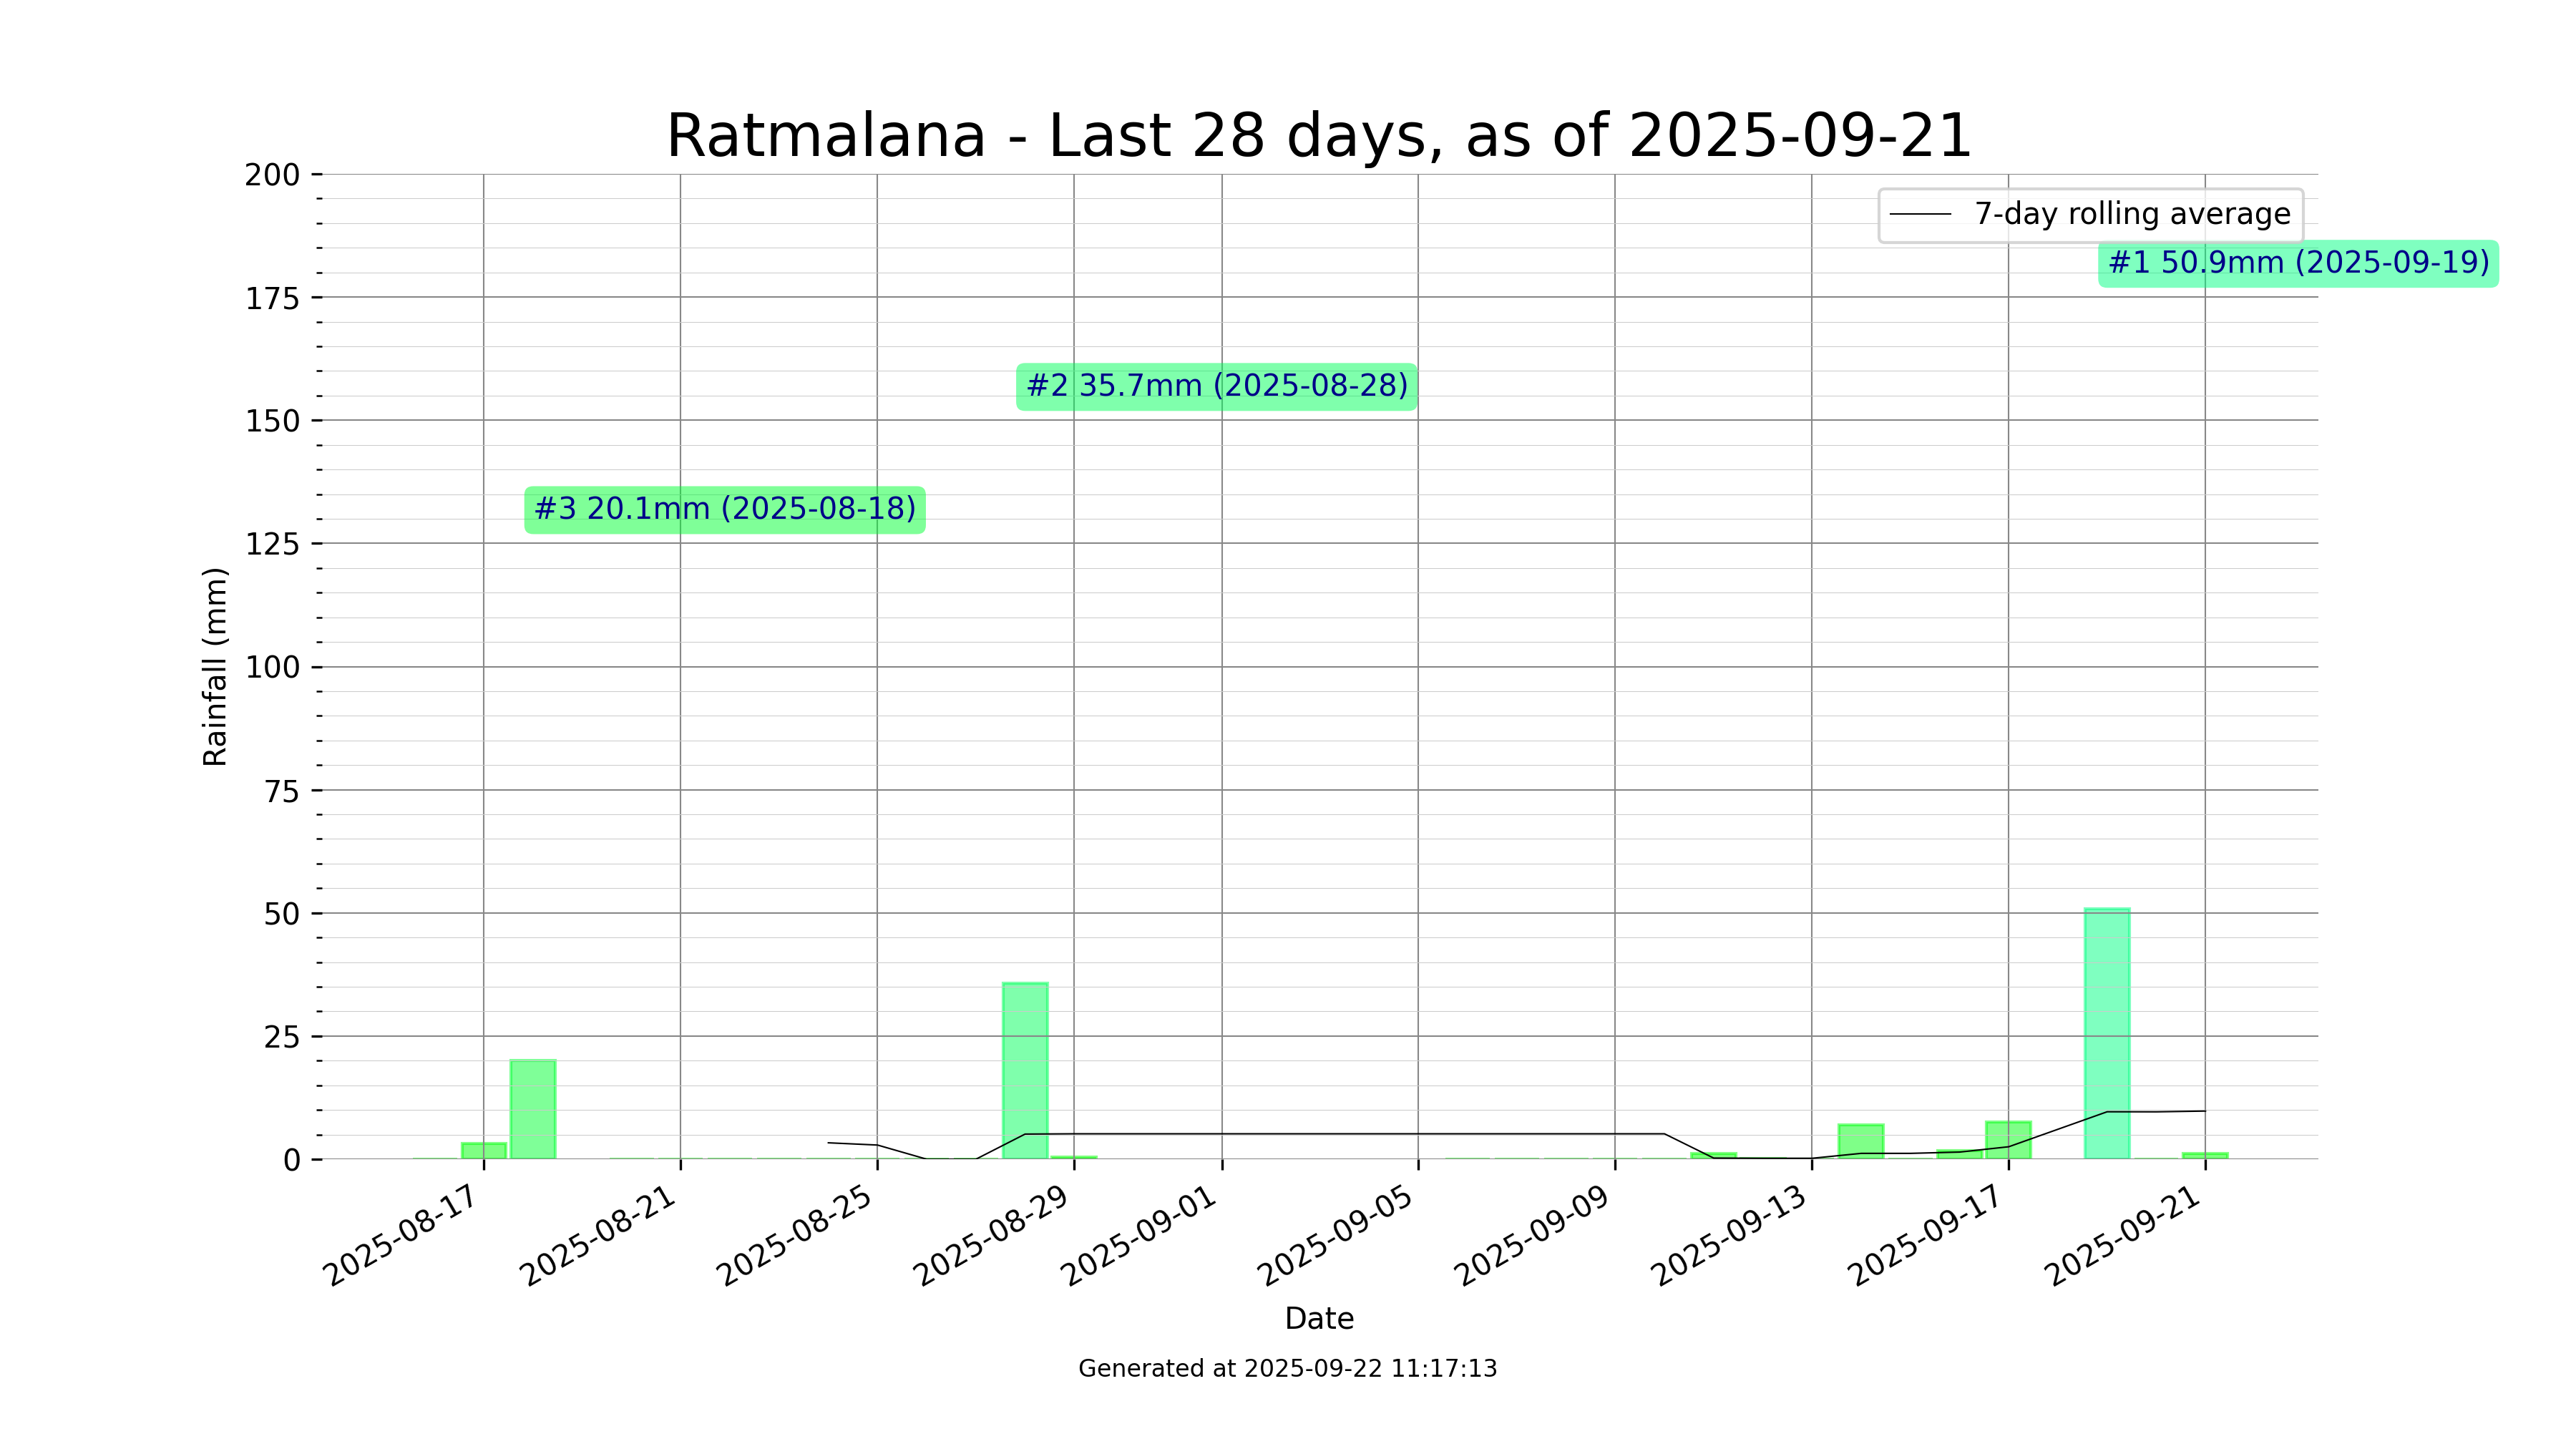 Ratmalana - Last 28 days, as of 2025-09-21
200
175
150
125
100
75
50
25
0
Rainfall (mm)
7-day rolling average
#1 50.9mm (2025-09-19)
#2 35.7mm (2025-08-28)
#3 20.1mm (2025-08-18)
2025-08-17
2025-08-21
2025-08-25
2025-08-29
2025-09-01
2025-09-05
2025-09-09
2025-09-13
2025-09-17
2025-09-21
Date
Generated at 2025-09-22 11:17:13